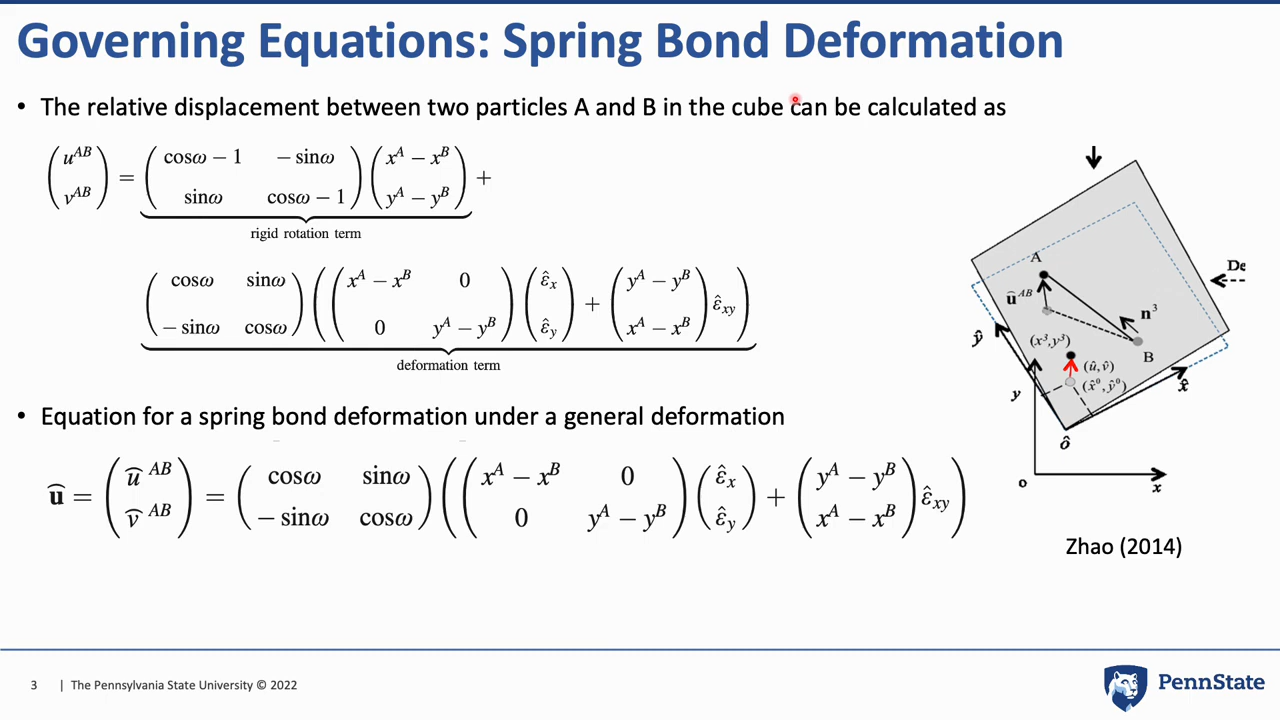 Governing Equations: Spring Bond Deformation
• The relative displacement between two particles A and B in the cube can be calculated as
(u^AB v^AB) = (cosω − 1 − sinω sinω cosω − 1) (x^A − x^B y^A − y^B) +
rigid rotation term
(cosω sinω − sinω cosω) ((x^A − x^B 0 0 y^A − y^B) (ε̂_x ε̂_y) + (y^A − y^B x^A − x^B) ε̂_xy)
deformation term
• Equation for a spring bond deformation under a general deformation
û = (û^AB v̂^AB) = (cosω sinω − sinω cosω) ((x^A − x^B 0 0 y^A − y^B) (ε̂_x ε̂_y) + (y^A − y^B x^A − x^B) ε̂_xy)
A
De
û^AB
n^3
ŷ
(x^3,y^3)
B
(û,v̂)
(x̂^o,ŷ^o)
x̂
y
ô
o
x
Zhao (2014)
3 | The Pennsylvania State University © 2022
PennState